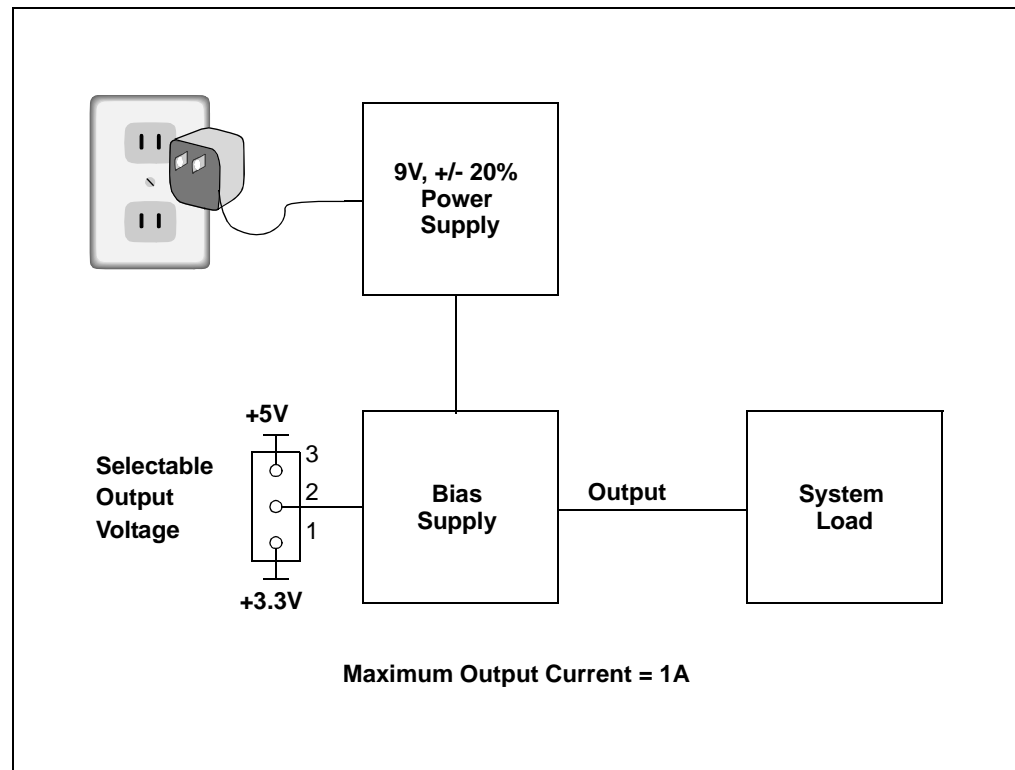 9V, +/- 20%
Power
Supply
+5V
3
2
1
+3.3V
Selectable
Output
Voltage
Bias
Supply
Output
System
Load
Maximum Output Current = 1A